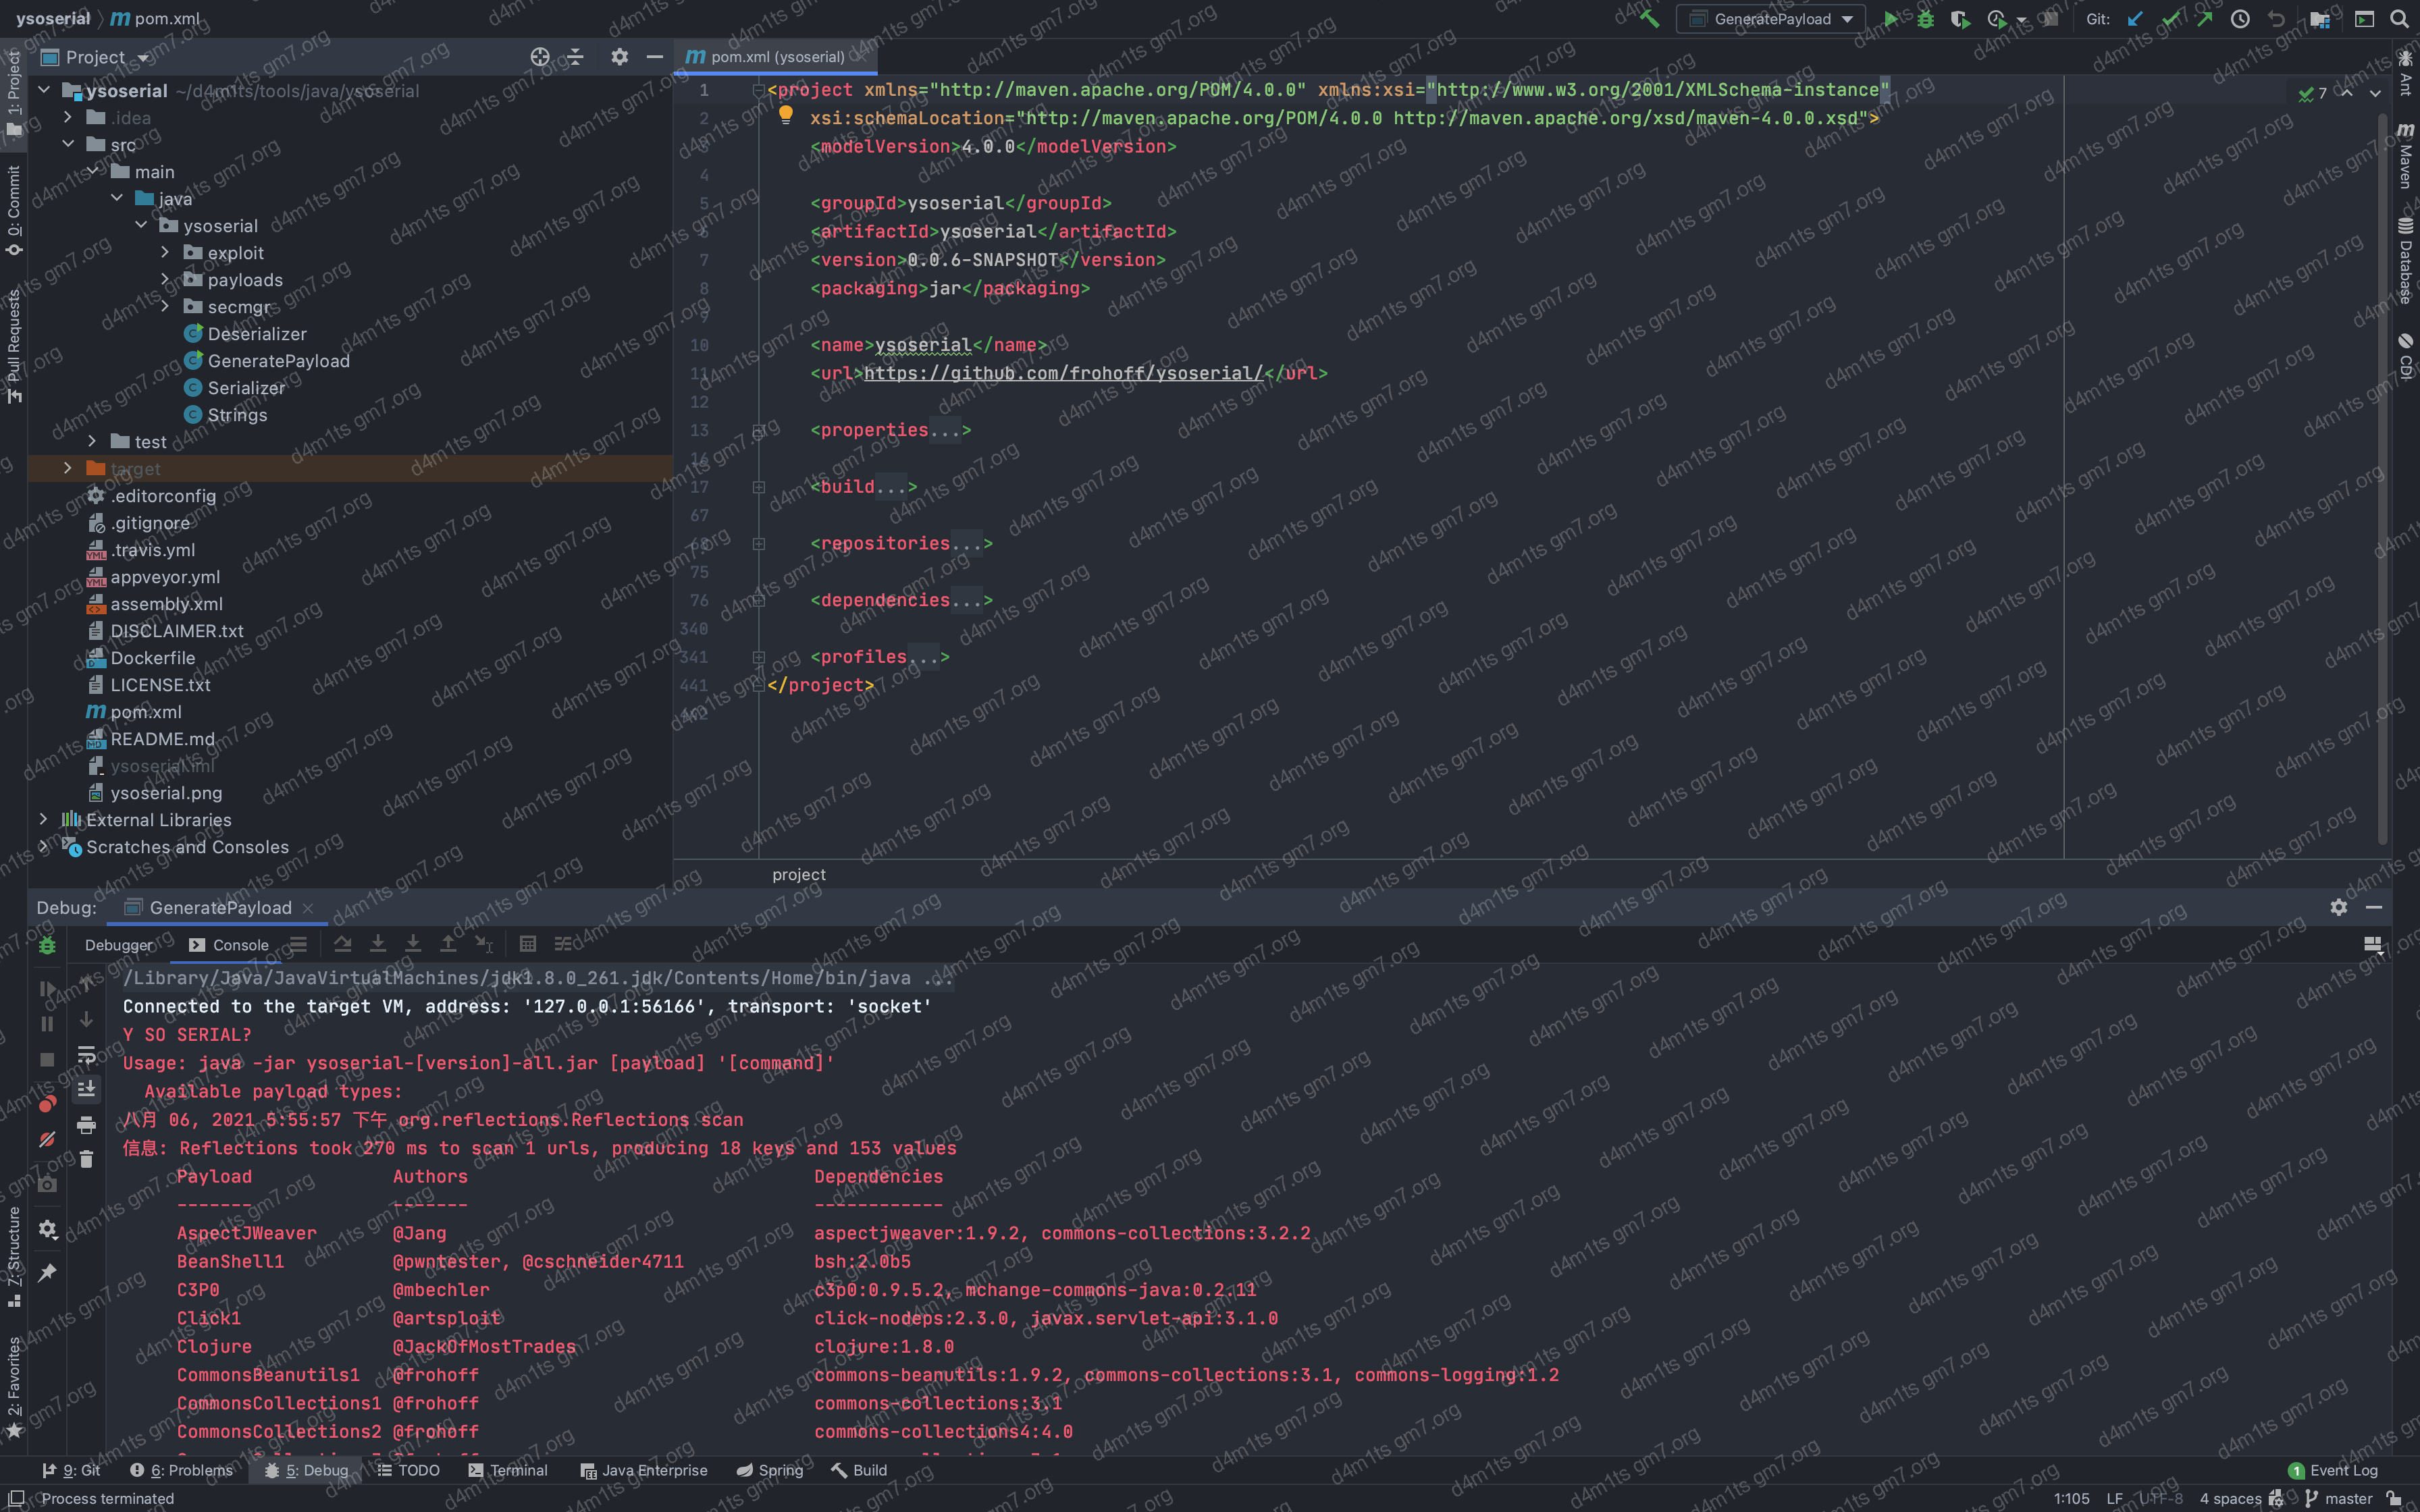 ysoserial
pom.xml
GeneratePayload
Git:
Project
pom.xml (ysoserial)
1: Project
0: Commit
Pull Requests
7: Structure
2: Favorites
Ant
Maven
Database
CDI
ysoserial ~/d4m1ts/tools/java/ysoserial
.idea
src
main
java
ysoserial
exploit
payloads
secmgr
Deserializer
GeneratePayload
Serializer
Strings
test
target
.editorconfig
.gitignore
.travis.yml
appveyor.yml
assembly.xml
DISCLAIMER.txt
Dockerfile
LICENSE.txt
pom.xml
README.md
ysoserial.iml
ysoserial.png
External Libraries
Scratches and Consoles
7
1 <project xmlns="http://maven.apache.org/POM/4.0.0" xmlns:xsi="http://www.w3.org/2001/XMLSchema-instance"
2 xsi:schemaLocation="http://maven.apache.org/POM/4.0.0 http://maven.apache.org/xsd/maven-4.0.0.xsd">
3 <modelVersion>4.0.0</modelVersion>
4
5 <groupId>ysoserial</groupId>
6 <artifactId>ysoserial</artifactId>
7 <version>0.0.6-SNAPSHOT</version>
8 <packaging>jar</packaging>
9
10 <name>ysoserial</name>
11 <url>https://github.com/frohoff/ysoserial/</url>
12
13 <properties...>
16
17 <build...>
67
68 <repositories...>
75
76 <dependencies...>
340
341 <profiles...>
441 </project>
442
project
Debug:
GeneratePayload
Debugger
Console
/Library/Java/JavaVirtualMachines/jdk1.8.0_261.jdk/Contents/Home/bin/java ...
Connected to the target VM, address: '127.0.0.1:56166', transport: 'socket'
Y SO SERIAL?
Usage: java -jar ysoserial-[version]-all.jar [payload] '[command]'
Available payload types:
八月 06, 2021 5:55:57 下午 org.reflections.Reflections scan
信息: Reflections took 270 ms to scan 1 urls, producing 18 keys and 153 values
Payload Authors Dependencies
------- ------- ------------
AspectJWeaver @Jang aspectjweaver:1.9.2, commons-collections:3.2.2
BeanShell1 @pwntester, @cschneider4711 bsh:2.0b5
C3P0 @mbechler c3p0:0.9.5.2, mchange-commons-java:0.2.11
Click1 @artsploit click-nodeps:2.3.0, javax.servlet-api:3.1.0
Clojure @JackOfMostTrades clojure:1.8.0
CommonsBeanutils1 @frohoff commons-beanutils:1.9.2, commons-collections:3.1, commons-logging:1.2
CommonsCollections1 @frohoff commons-collections:3.1
CommonsCollections2 @frohoff commons-collections4:4.0
9: Git
6: Problems
5: Debug
TODO
Terminal
Java Enterprise
Spring
Build
1 Event Log
Process terminated
1:105 LF UTF-8 4 spaces master
d4m1ts gm7.org